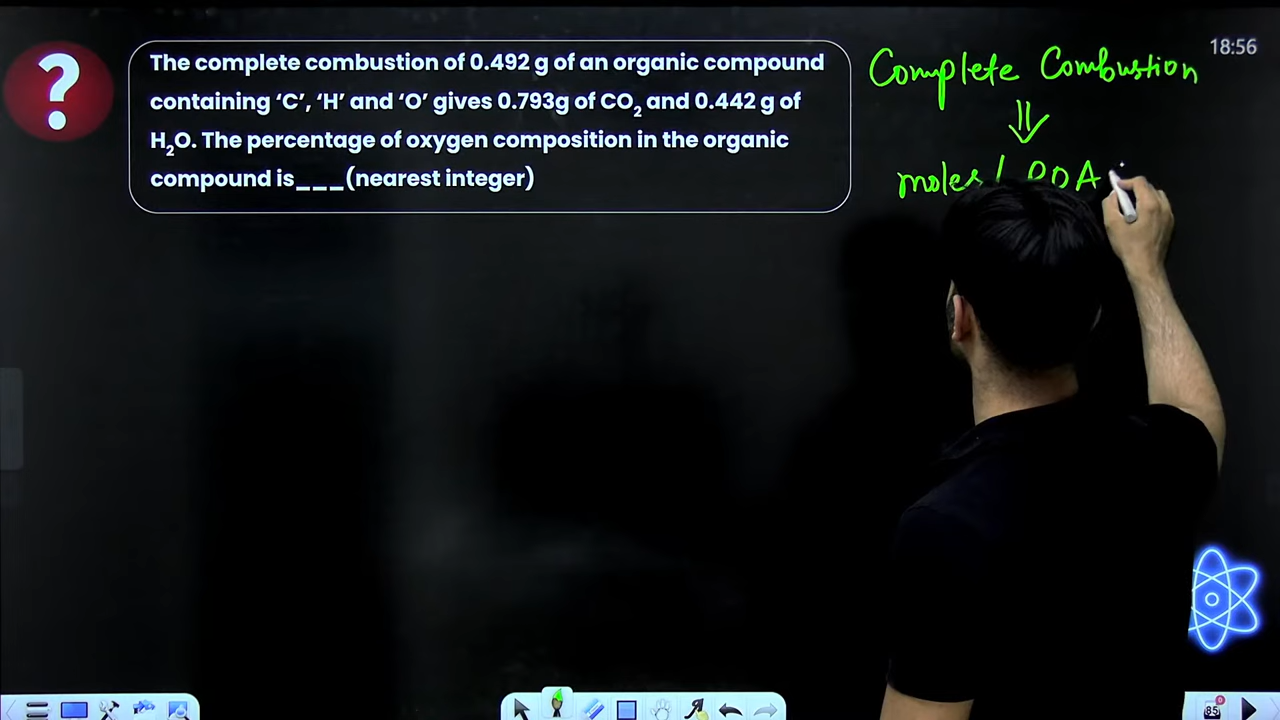 The complete combustion of 0.492 g of an organic compound
containing ‘C’, ‘H’ and ‘O’ gives 0.793g of CO₂ and 0.442 g of
H₂O. The percentage of oxygen composition in the organic
compound is___(nearest integer)
Complete Combustion
⇓
moles / POA
18:56
85